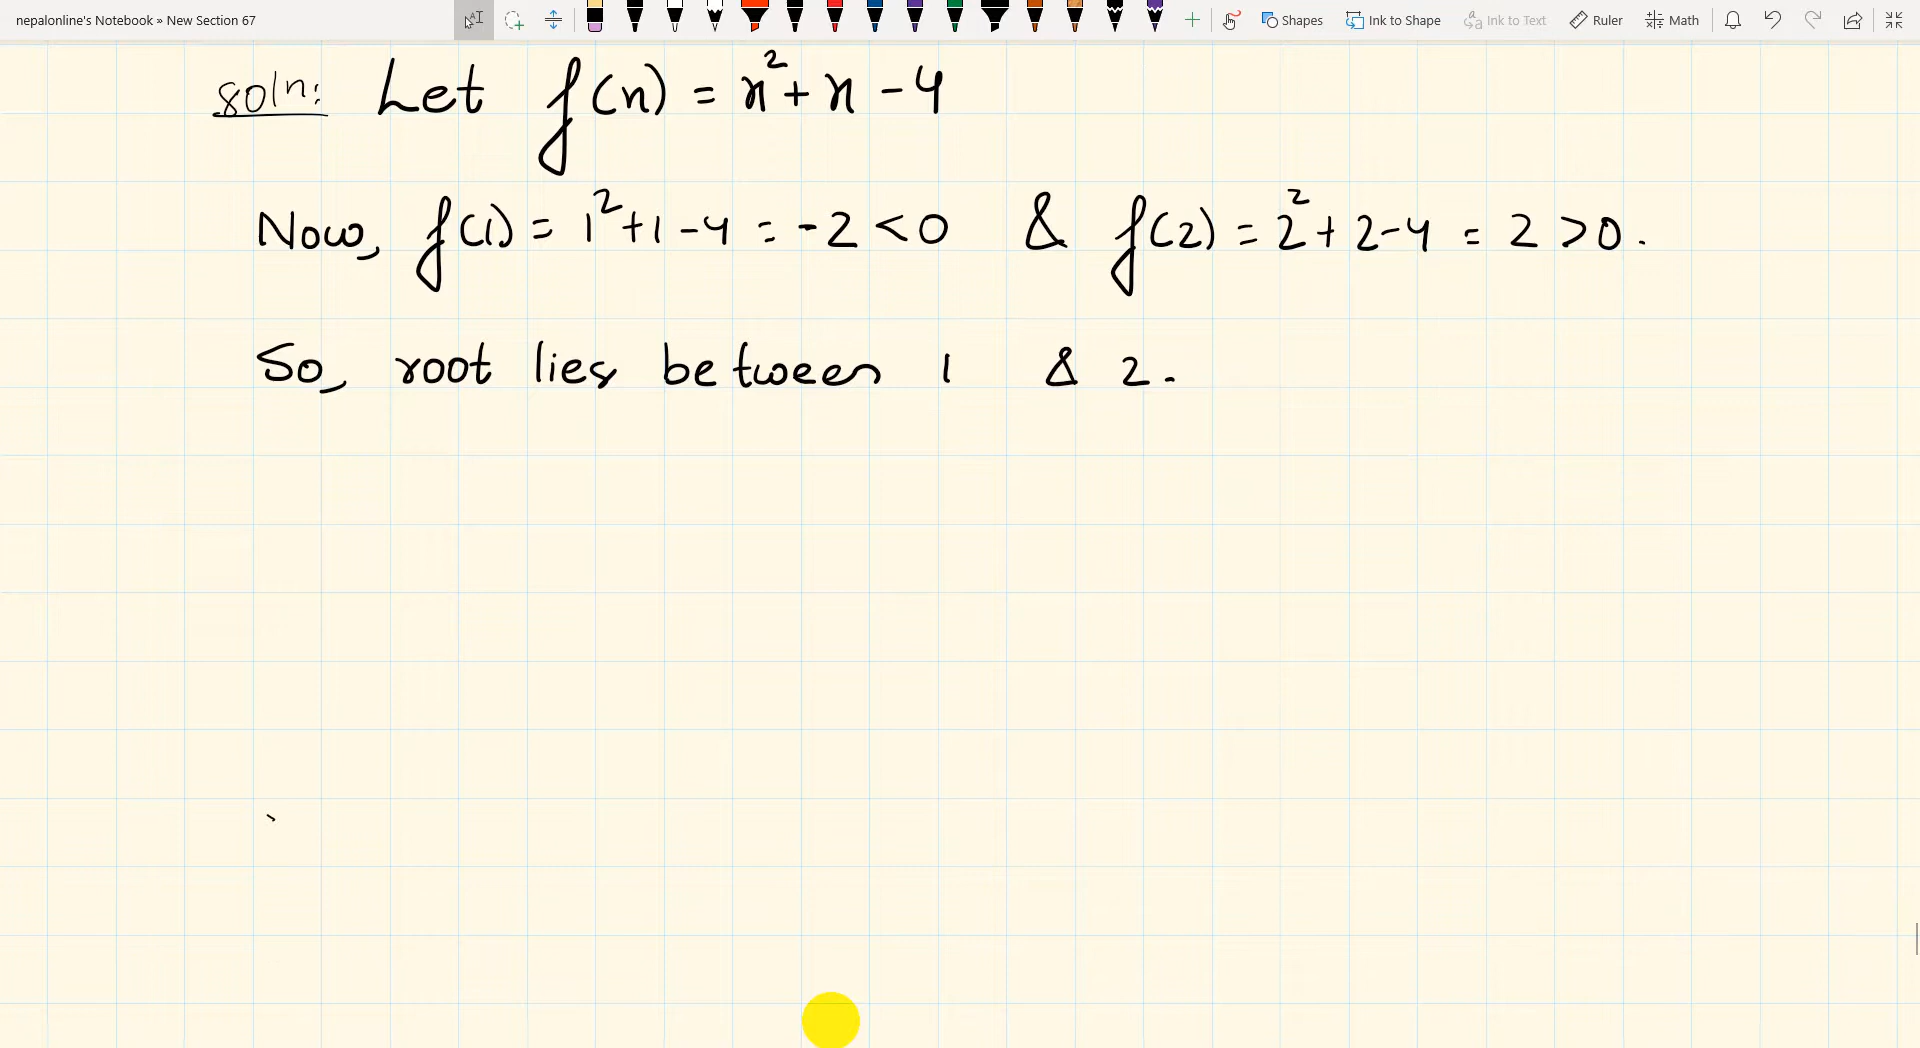 nepalonline's Notebook » New Section 67 Shapes Ink to Shape Ink to Text Ruler Math
soln: Let f(x) = x² + x - 4
Now, f(1) = 1² + 1 - 4 = -2 < 0 & f(2) = 2² + 2 - 4 = 2 > 0.
So, root lies between 1 & 2.